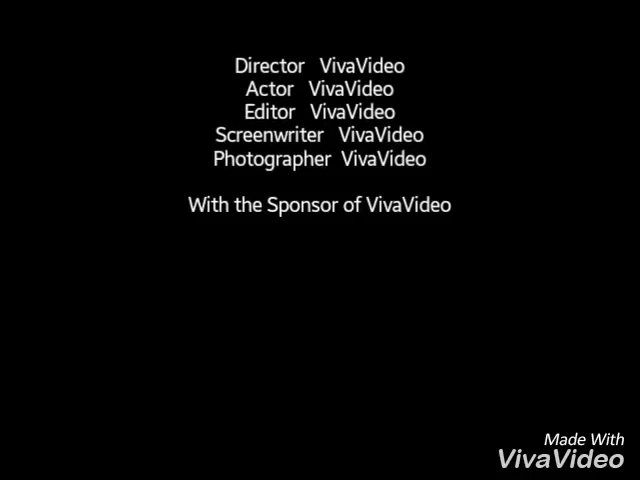 Director VivaVideo
Actor VivaVideo
Editor VivaVideo
Screenwriter VivaVideo
Photographer VivaVideo
With the Sponsor of VivaVideo
Made With
VivaVideo